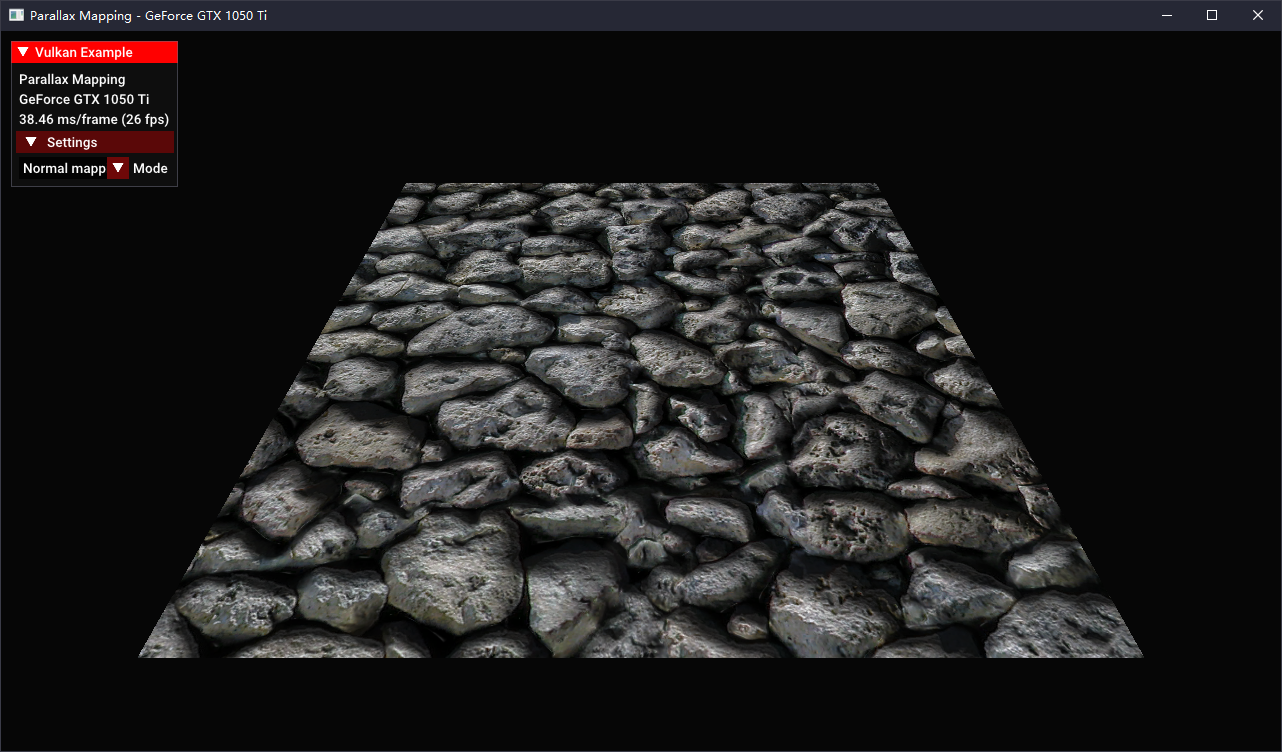 Parallax Mapping - GeForce GTX 1050 Ti
Vulkan Example
Parallax Mapping
GeForce GTX 1050 Ti
38.46 ms/frame (26 fps)
Settings
Normal mapp Mode